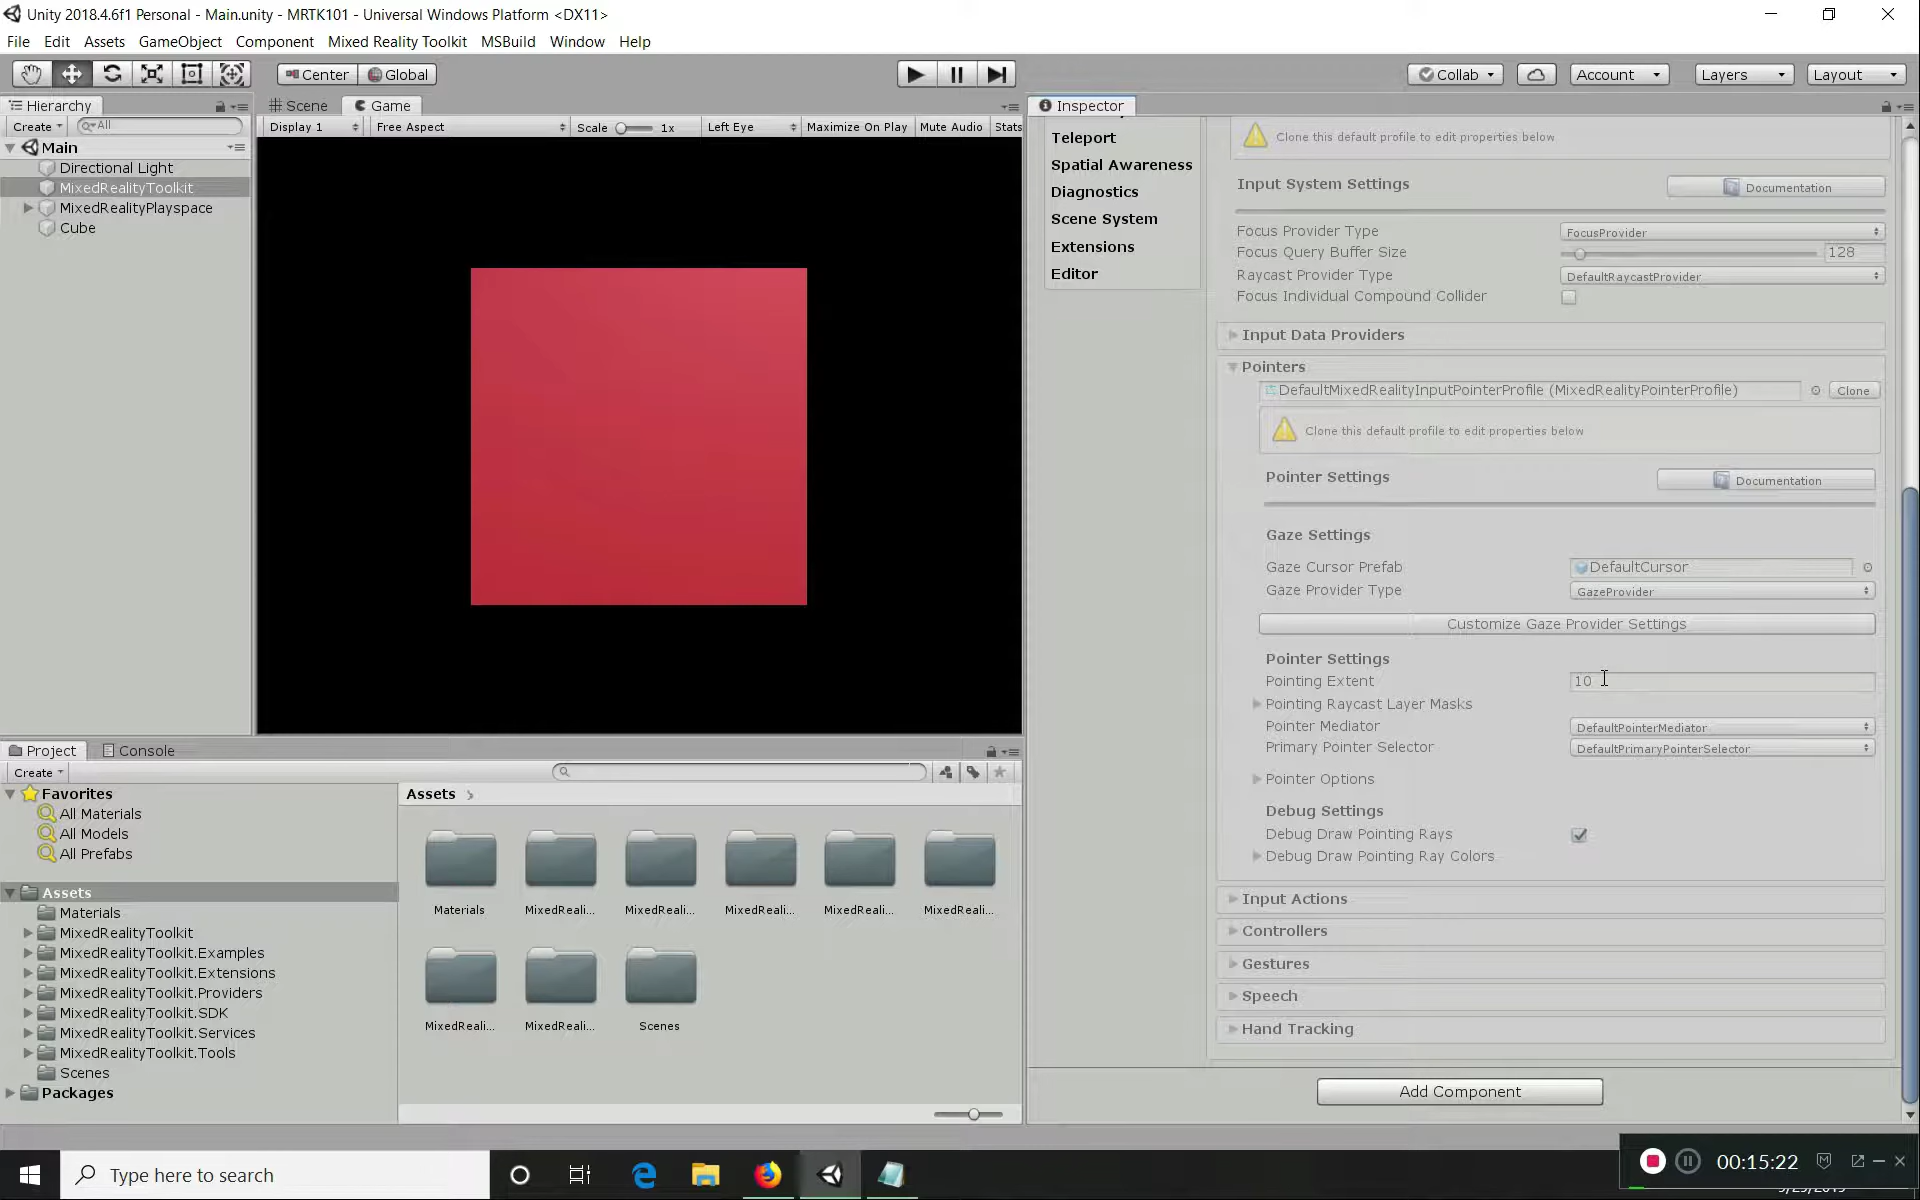 Unity 2018.4.6f1 Personal - Main.unity - MRTK101 - Universal Windows Platform <DX11>
File Edit Assets GameObject Component Mixed Reality Toolkit MSBuild Window Help
Center Global Collab Account Layers Layout
Hierarchy
Create All
Main
Directional Light
MixedRealityToolkit
MixedRealityPlayspace
Cube
Scene Game
Display 1 Free Aspect Scale 1x Left Eye Maximize On Play Mute Audio Stats
Inspector
Teleport
Spatial Awareness
Diagnostics
Scene System
Extensions
Editor
Clone this default profile to edit properties below
Input System Settings Documentation
Focus Provider Type FocusProvider
Focus Query Buffer Size 128
Raycast Provider Type DefaultRaycastProvider
Focus Individual Compound Collider
Input Data Providers
Pointers
DefaultMixedRealityInputPointerProfile (MixedRealityPointerProfile) Clone
Clone this default profile to edit properties below
Pointer Settings Documentation
Gaze Settings
Gaze Cursor Prefab DefaultCursor
Gaze Provider Type GazeProvider
Customize Gaze Provider Settings
Pointer Settings
Pointing Extent 10
Pointing Raycast Layer Masks
Pointer Mediator DefaultPointerMediator
Primary Pointer Selector DefaultPrimaryPointerSelector
Pointer Options
Debug Settings
Debug Draw Pointing Rays
Debug Draw Pointing Ray Colors
Input Actions
Controllers
Gestures
Speech
Hand Tracking
Add Component
Project Console
Create
Favorites
All Materials
All Models
All Prefabs
Assets
Materials
MixedRealityToolkit
MixedRealityToolkit.Examples
MixedRealityToolkit.Extensions
MixedRealityToolkit.Providers
MixedRealityToolkit.SDK
MixedRealityToolkit.Services
MixedRealityToolkit.Tools
Scenes
Packages
Assets
Materials MixedReali... MixedReali... MixedReali... MixedReali... MixedReali...
MixedReali... MixedReali... Scenes
Type here to search
00:15:22